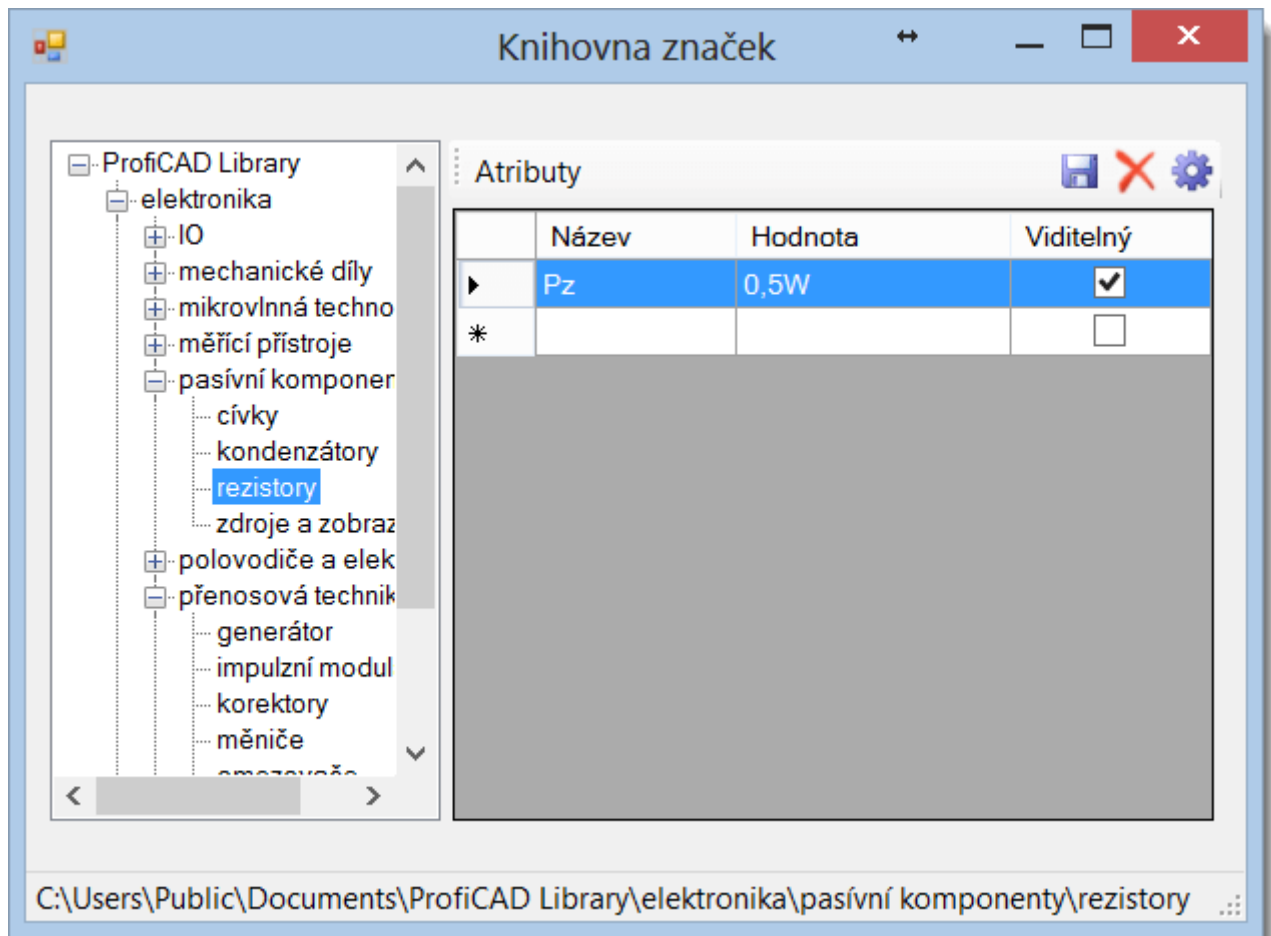 Knihovna značek
ProfiCAD Library
elektronika
IO
mechanické díly
mikrovlnná techno
měřící přístroje
pasívní komponen
cívky
kondenzátory
rezistory
zdroje a zobraz
polovodiče a elek
přenosová technik
generátor
impulzní modul
korektory
měniče
Atributy
Název Hodnota Viditelný
Pz 0,5W
C:\Users\Public\Documents\ProfiCAD Library\elektronika\pasívní komponenty\rezistory